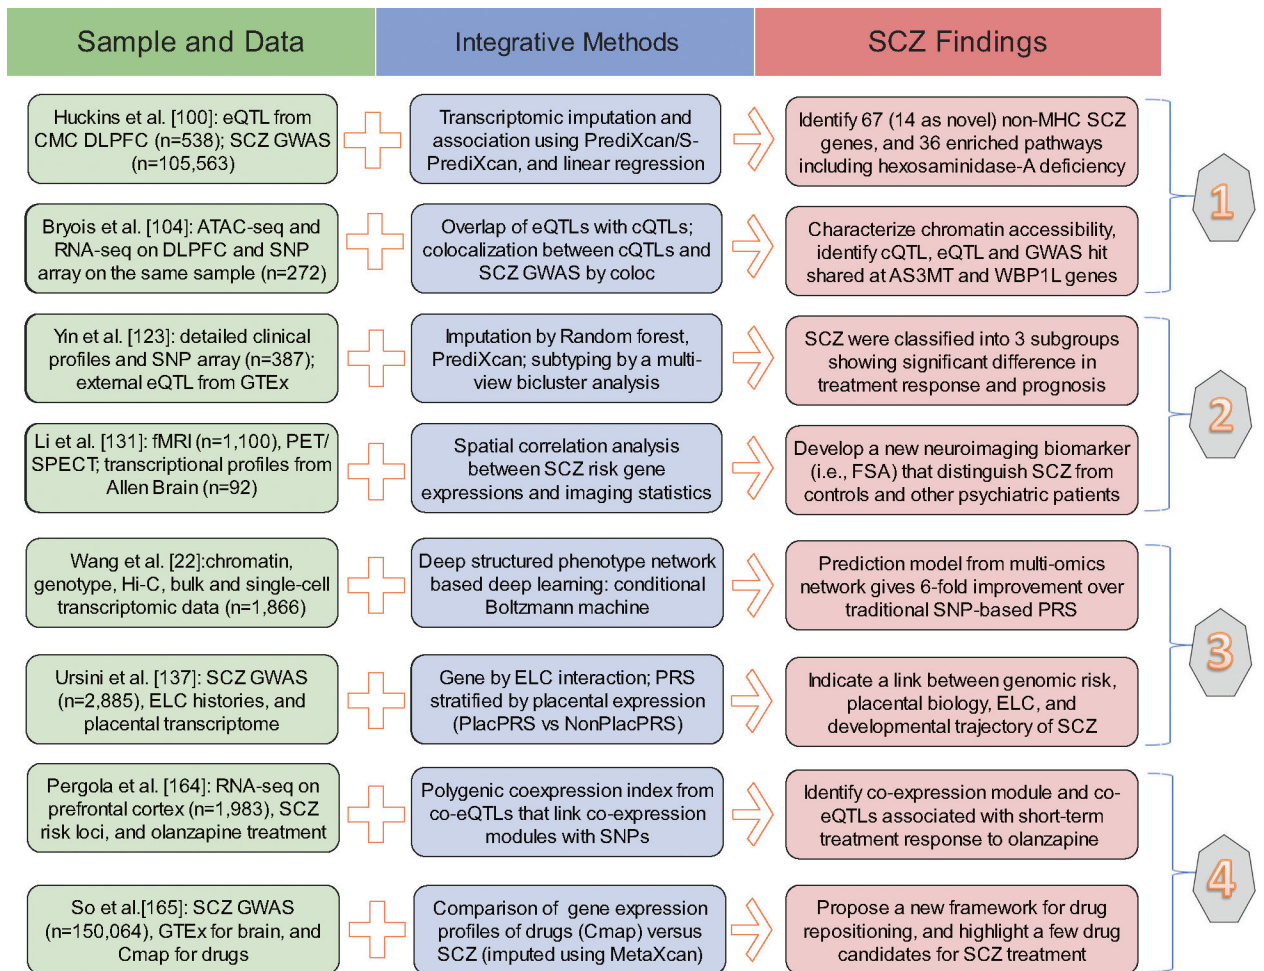 Sample and Data
Integrative Methods
SCZ Findings
Huckins et al. [100]: eQTL from
CMC DLPFC (n=538); SCZ GWAS
(n=105,563)
Transcriptomic imputation and
association using PrediXcan/S-
PrediXcan, and linear regression
Identify 67 (14 as novel) non-MHC SCZ
genes, and 36 enriched pathways
including hexosaminidase-A deficiency
Bryois et al. [104]: ATAC-seq and
RNA-seq on DLPFC and SNP
array on the same sample (n=272)
Overlap of eQTLs with cQTLs;
colocalization between cQTLs and
SCZ GWAS by coloc
Characterize chromatin accessibility,
identify cQTL, eQTL and GWAS hit
shared at AS3MT and WBP1L genes
1
Yin et al. [123]: detailed clinical
profiles and SNP array (n=387);
external eQTL from GTEx
Imputation by Random forest,
PrediXcan; subtyping by a multi-
view bicluster analysis
SCZ were classified into 3 subgroups
showing significant difference in
treatment response and prognosis
Li et al. [131]: fMRI (n=1,100), PET/
SPECT; transcriptional profiles from
Allen Brain (n=92)
Spatial correlation analysis
between SCZ risk gene
expressions and imaging statistics
Develop a new neuroimaging biomarker
(i.e., FSA) that distinguish SCZ from
controls and other psychiatric patients
2
Wang et al. [22]:chromatin,
genotype, Hi-C, bulk and single-cell
transcriptomic data (n=1,866)
Deep structured phenotype network
based deep learning: conditional
Boltzmann machine
Prediction model from multi-omics
network gives 6-fold improvement over
traditional SNP-based PRS
Ursini et al. [137]: SCZ GWAS
(n=2,885), ELC histories, and
placental transcriptome
Gene by ELC interaction; PRS
stratified by placental expression
(PlacPRS vs NonPlacPRS)
Indicate a link between genomic risk,
placental biology, ELC, and
developmental trajectory of SCZ
3
Pergola et al. [164]: RNA-seq on
prefrontal cortex (n=1,983), SCZ
risk loci, and olanzapine treatment
Polygenic coexpression index from
co-eQTLs that link co-expression
modules with SNPs
Identify co-expression module and co-
eQTLs associated with short-term
treatment response to olanzapine
So et al.[165]: SCZ GWAS
(n=150,064), GTEx for brain, and
Cmap for drugs
Comparison of gene expression
profiles of drugs (Cmap) versus
SCZ (imputed using MetaXcan)
Propose a new framework for drug
repositioning, and highlight a few drug
candidates for SCZ treatment
4